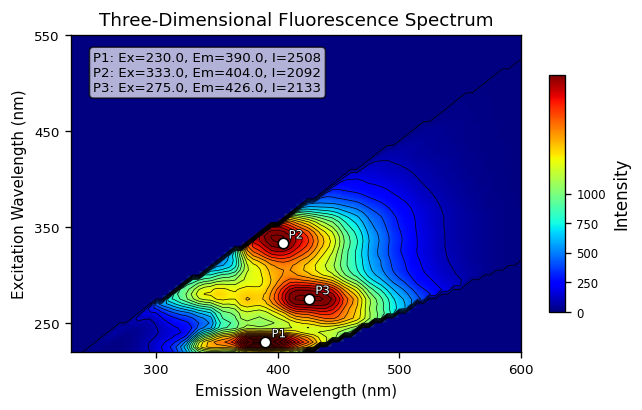 Three-Dimensional Fluorescence Spectrum
P1: Ex=230.0, Em=390.0, I=2508
P2: Ex=333.0, Em=404.0, I=2092
P3: Ex=275.0, Em=426.0, I=2133
550
450
350
250
Excitation Wavelength (nm)
P2
P3
P1
300
400
500
600
Emission Wavelength (nm)
1000
750
500
250
0
Intensity